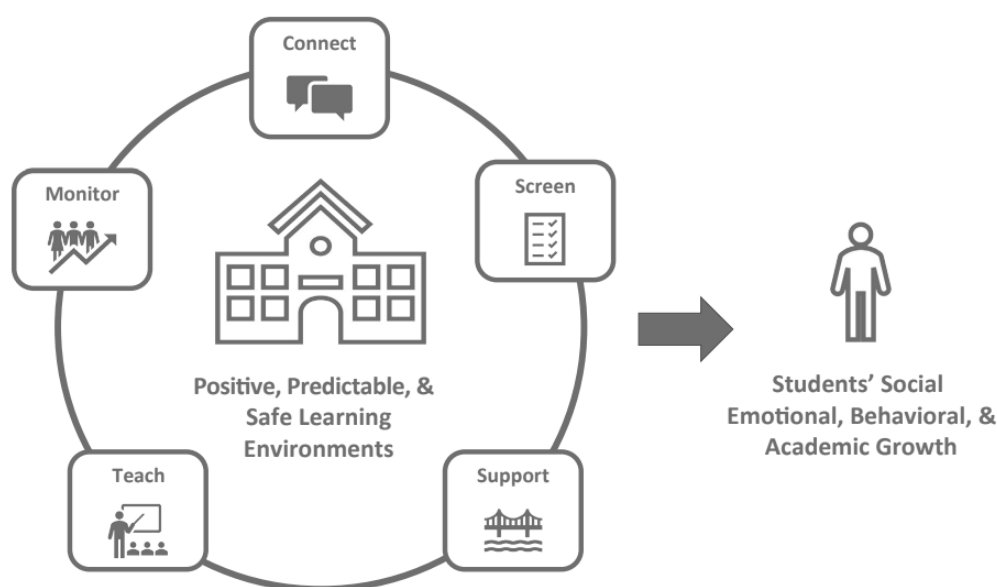 Connect
Monitor
Screen
Positive, Predictable, &
Safe Learning
Environments
Students’ Social
Emotional, Behavioral, &
Academic Growth
Teach
Support